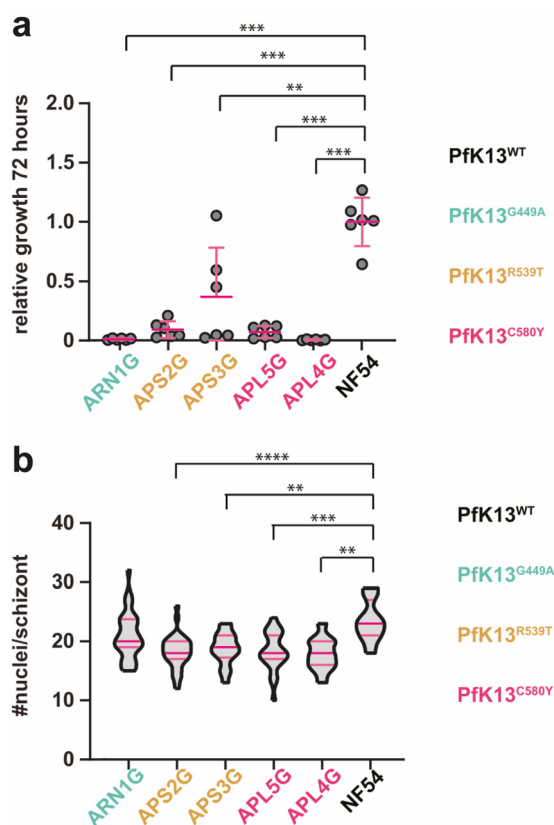 a
***
***
**
***
***
relative growth 72 hours
2.0
1.5
1.0
0.5
0
ARN1G
APS2G
APS3G
APL5G
APL4G
NF54
PfK13WT
PfK13G449A
PfK13R539T
PfK13C580Y
b
****
**
***
**
#nuclei/schizont
40
30
20
10
0
ARN1G
APS2G
APS3G
APL5G
APL4G
NF54
PfK13WT
PfK13G449A
PfK13R539T
PfK13C580Y